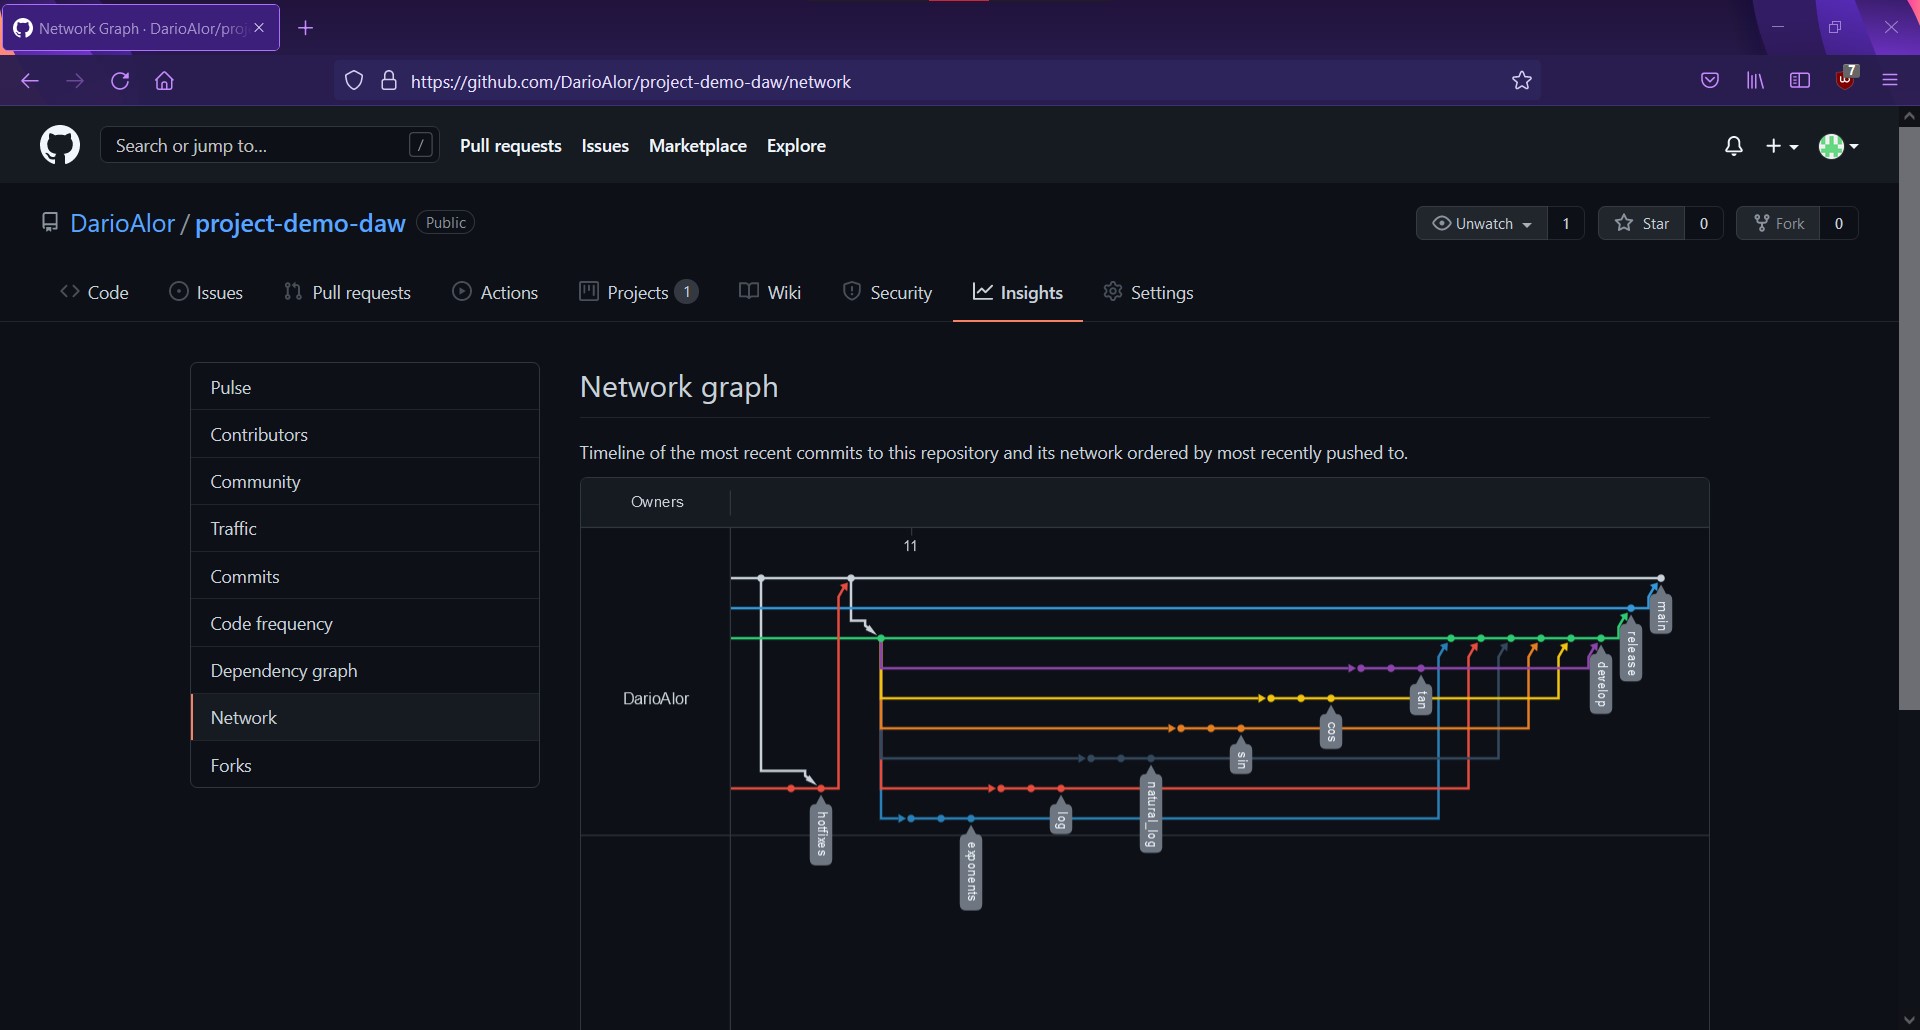 Network Graph · DarioAlor/proj
https://github.com/DarioAlor/project-demo-daw/network
7
Search or jump to... /
Pull requests Issues Marketplace Explore
DarioAlor / project-demo-daw Public
Unwatch 1 Star 0 Fork 0
Code Issues Pull requests Actions Projects 1 Wiki Security Insights Settings
Pulse
Contributors
Community
Traffic
Commits
Code frequency
Dependency graph
Network
Forks
Network graph
Timeline of the most recent commits to this repository and its network ordered by most recently pushed to.
Owners
11
DarioAlor
main
release
develop
tan
cos
sin
natural_log
log
hotfixes
exponents